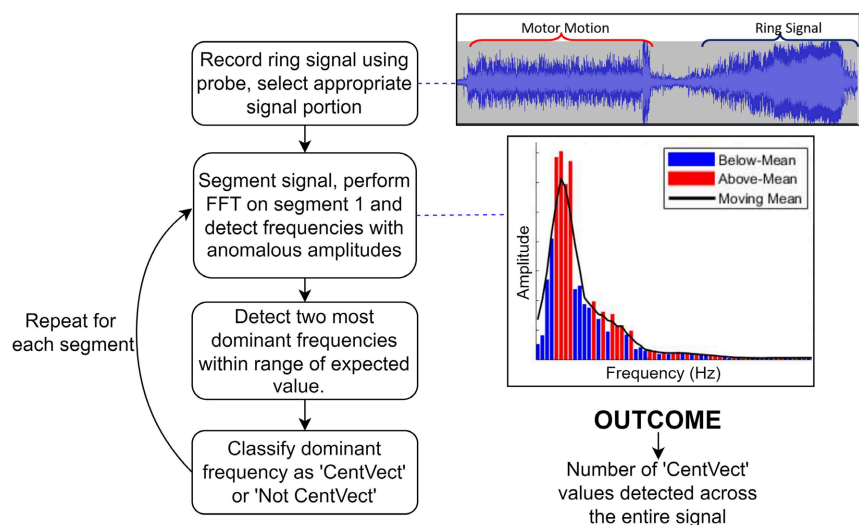 Record ring signal using
probe, select appropriate
signal portion
Motor Motion
Ring Signal
Segment signal, perform
FFT on segment 1 and
detect frequencies with
anomalous amplitudes
Below-Mean
Above-Mean
Moving Mean
Amplitude
Frequency (Hz)
Repeat for
each segment
Detect two most
dominant frequencies
within range of expected
value.
Classify dominant
frequency as 'CentVect'
or 'Not CentVect'
OUTCOME
Number of 'CentVect'
values detected across
the entire signal